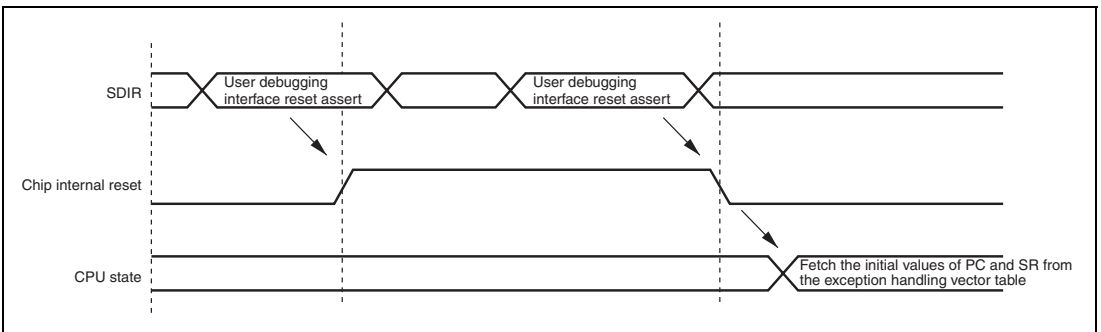 SDIR
User debugging
interface reset assert
User debugging
interface reset assert
Chip internal reset
CPU state
Fetch the initial values of PC and SR from
the exception handling vector table